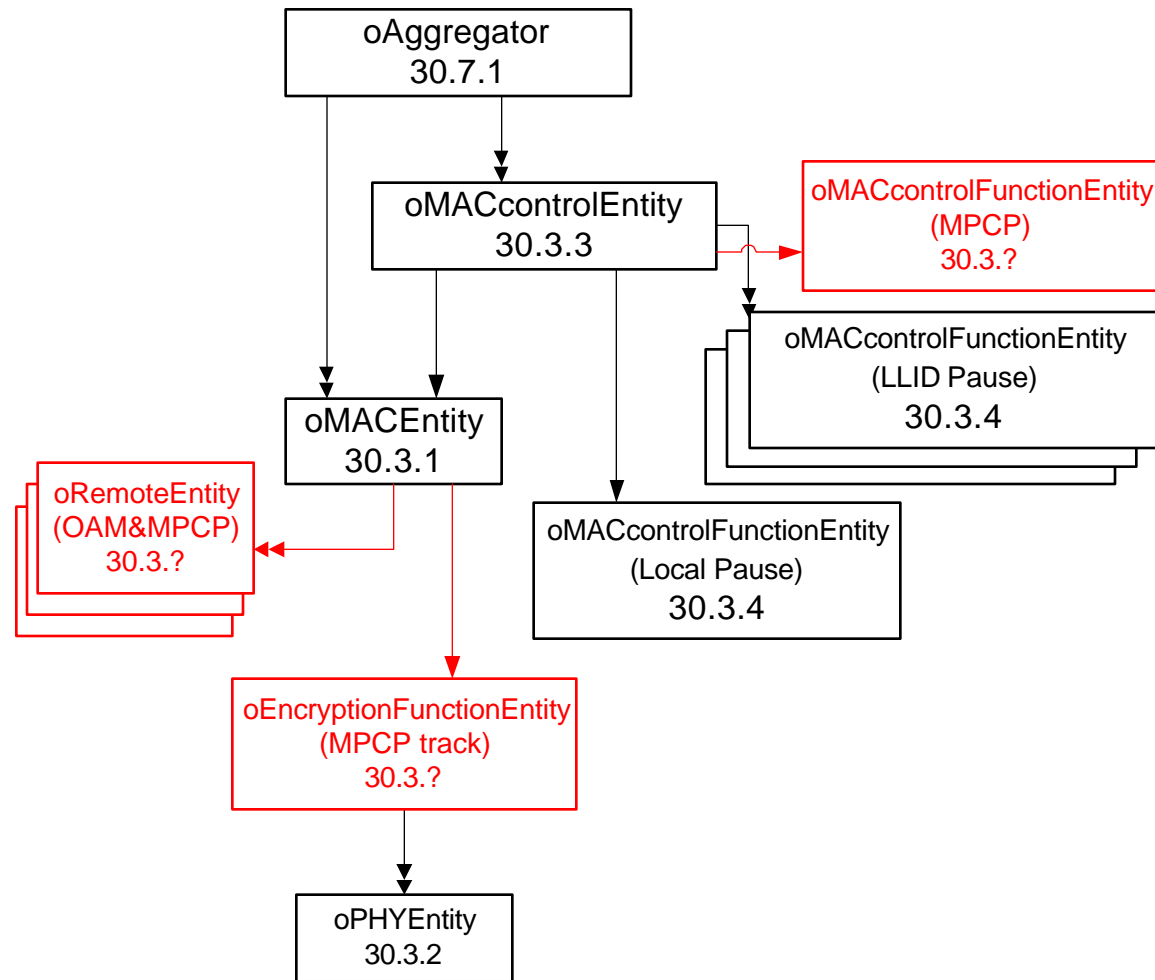 oAggregator
30.7.1
oMACcontrolEntity
30.3.3
oMACcontrolFunctionEntity
(MPCP)
30.3.?
oMACcontrolFunctionEntity
(LLID Pause)
30.3.4
oMACEntity
30.3.1
oRemoteEntity
(OAM&MPCP)
30.3.?
oMACcontrolFunctionEntity
(Local Pause)
30.3.4
oEncryptionFunctionEntity
(MPCP track)
30.3.?
oPHYEntity
30.3.2